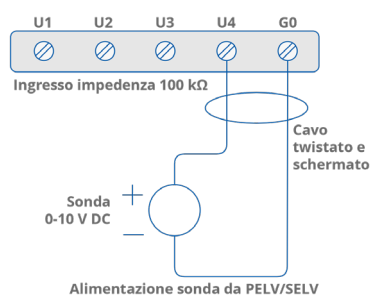 U1 U2 U3 U4 G0
Ingresso impedenza 100 kΩ
Cavo
twistato e
schermato
Sonda
0-10 V DC
+
—
Alimentazione sonda da PELV/SELV